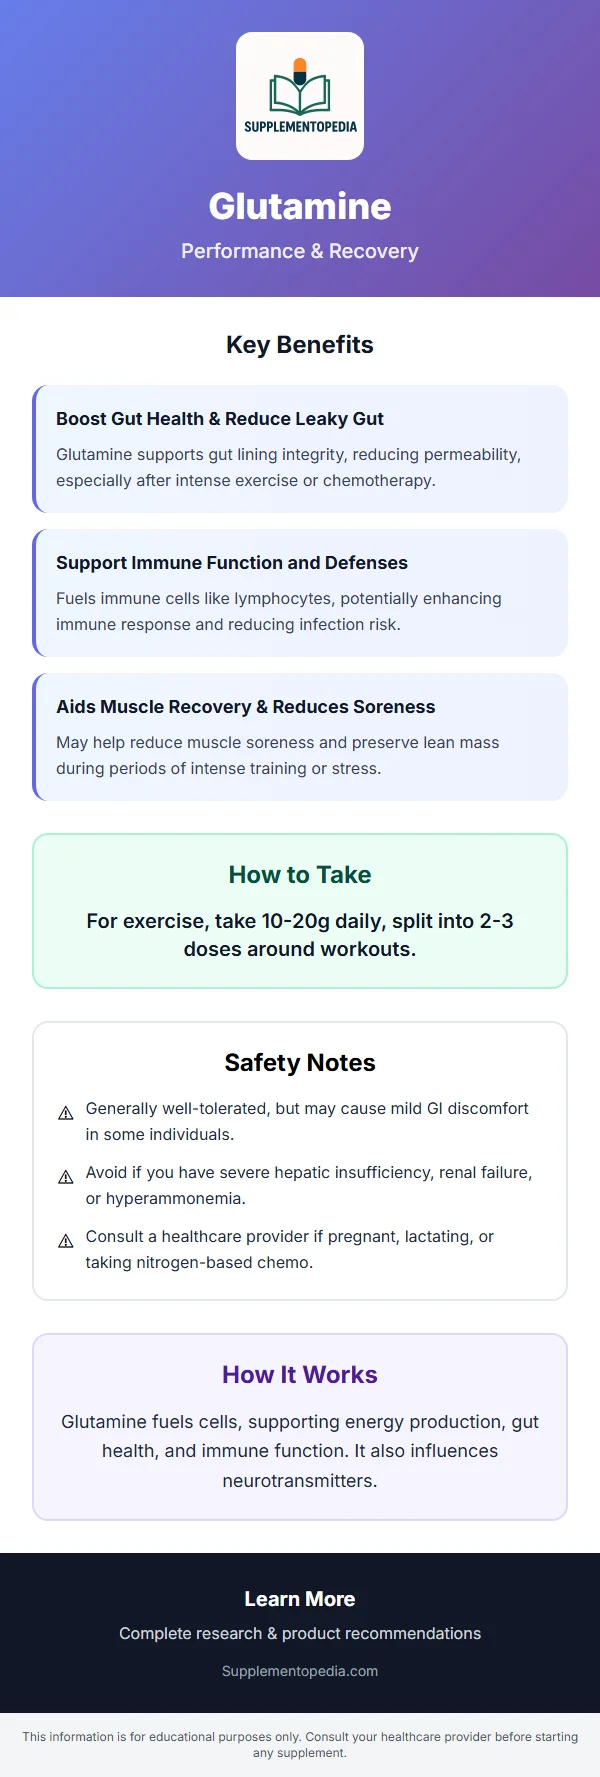 SUPPLEMENTOPEDIA
Glutamine
Performance & Recovery
Key Benefits
Boost Gut Health & Reduce Leaky Gut
Glutamine supports gut lining integrity, reducing permeability,
especially after intense exercise or chemotherapy.
Support Immune Function and Defenses
Fuels immune cells like lymphocytes, potentially enhancing
immune response and reducing infection risk.
Aids Muscle Recovery & Reduces Soreness
May help reduce muscle soreness and preserve lean mass
during periods of intense training or stress.
How to Take
For exercise, take 10-20g daily, split into 2-3
doses around workouts.
Safety Notes
⚠ Generally well-tolerated, but may cause mild GI discomfort
in some individuals.
⚠ Avoid if you have severe hepatic insufficiency, renal failure,
or hyperammonemia.
⚠ Consult a healthcare provider if pregnant, lactating, or
taking nitrogen-based chemo.
How It Works
Glutamine fuels cells, supporting energy production, gut
health, and immune function. It also influences
neurotransmitters.
Learn More
Complete research & product recommendations
Supplementopedia.com
This information is for educational purposes only. Consult your healthcare provider before starting
any supplement.